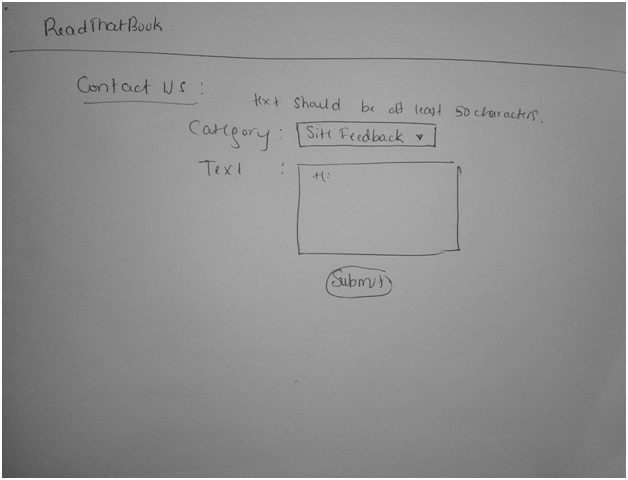 ReadThatBook
Contact Us :
text should be at least 50 characters.
Category : Site Feedback ▾
Text : Hi
Submit